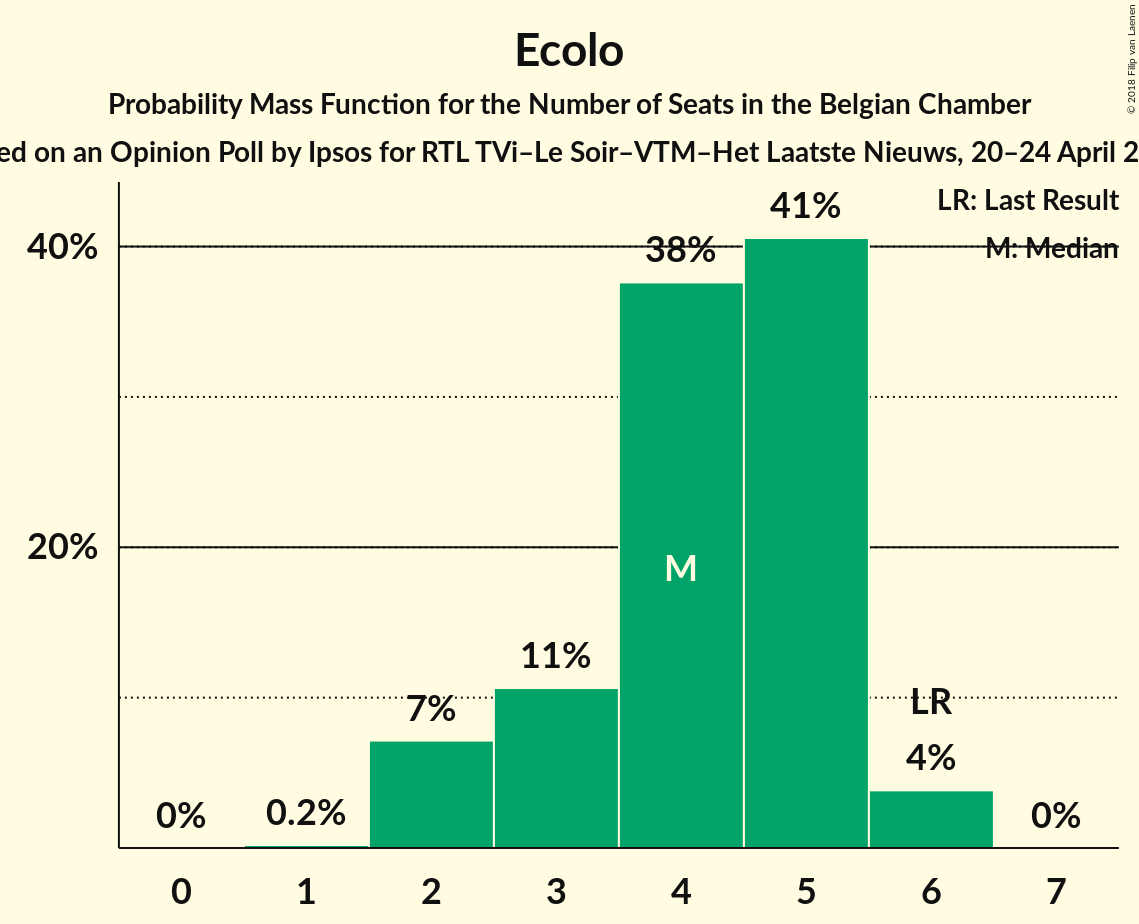 © 2018 Filip van Laenen
Ecolo
Probability Mass Function for the Number of Seats in the Belgian Chamber
ed on an Opinion Poll by Ipsos for RTL TVi–Le Soir–VTM–Het Laatste Nieuws, 20–24 April 2
LR: Last Result
M: Median
40%
20%
0%
0.2%
7%
11%
38%
M
41%
LR
4%
0%
0 1 2 3 4 5 6 7